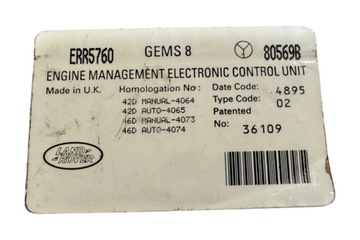 ERR5760 GEMS 8 80569B
ENGINE MANAGEMENT ELECTRONIC CONTROL UNIT
Made in U.K. Homologation No: Date Code: 4895
42D MANUAL-4064 Type Code: 02
42D AUTO-4065 Patented
46D MANUAL-4073 No: 36109
46D AUTO-4074
LAND
ROVER